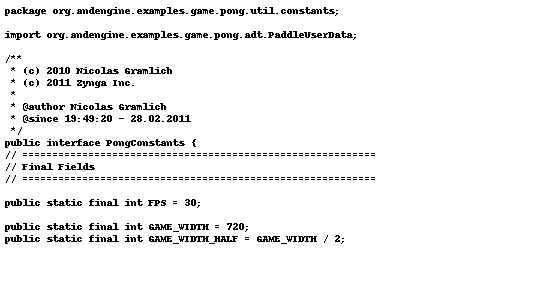 package org.andengine.examples.game.pong.util.constants;
import org.andengine.examples.game.pong.adt.PaddleUserData;
/**
 * (c) 2010 Nicolas Gramlich
 * (c) 2011 Zynga Inc.
 *
 * @author Nicolas Gramlich
 * @since 19:49:20 - 28.02.2011
 */
public interface PongConstants {
// ===========================================================
// Final Fields
// ===========================================================
public static final int FPS = 30;
public static final int GAME_WIDTH = 720;
public static final int GAME_WIDTH_HALF = GAME_WIDTH / 2;